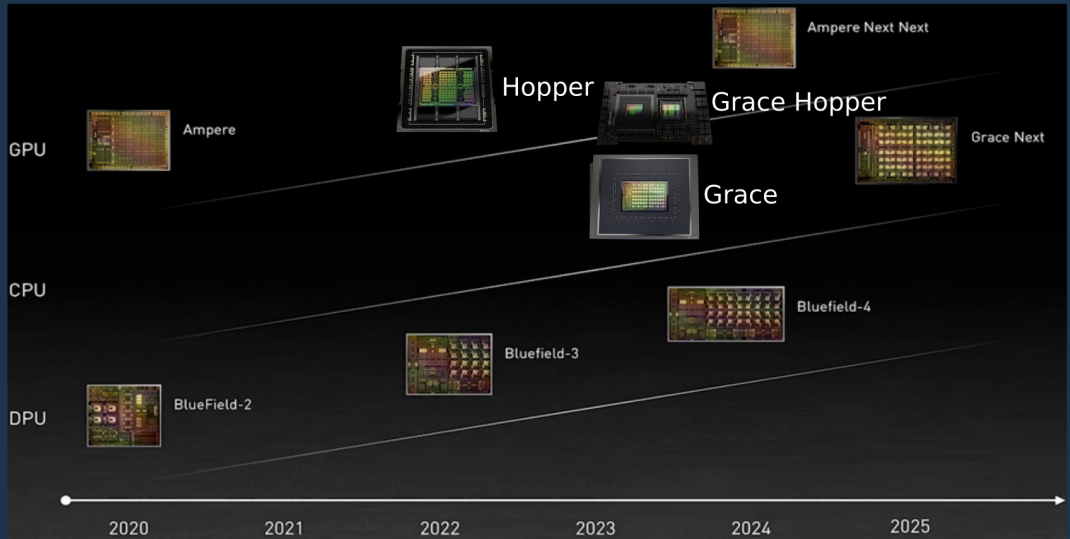 Ampere Next Next
Hopper
Grace Hopper
Ampere
Grace Next
GPU
Grace
CPU
Bluefield-4
Bluefield-3
BlueField-2
DPU
2020 2021 2022 2023 2024 2025